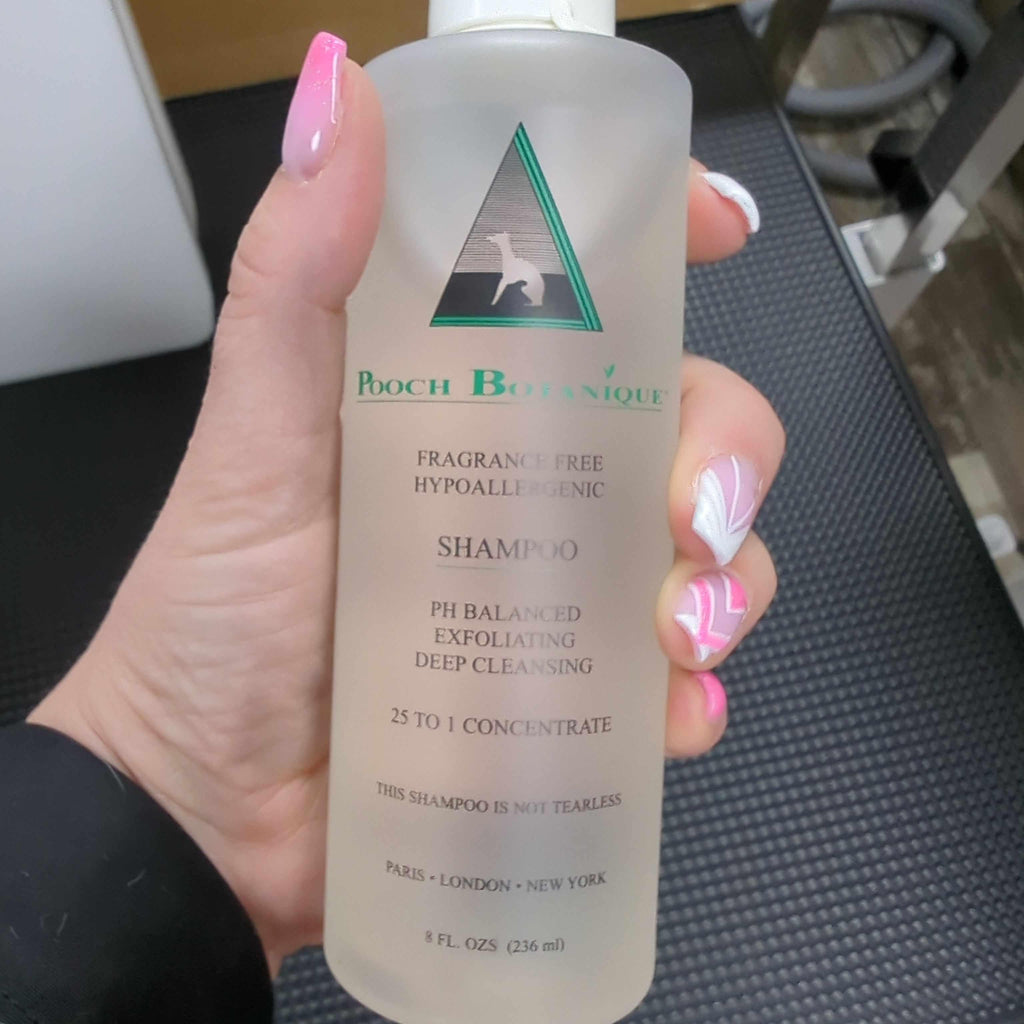 POOCH BOTANIQUE
FRAGRANCE FREE
HYPOALLERGENIC
SHAMPOO
PH BALANCED
EXFOLIATING
DEEP CLEANSING
25 TO 1 CONCENTRATE
THIS SHAMPOO IS NOT TEARLESS
PARIS • LONDON • NEW YORK
8 FL. OZS (236 ml)